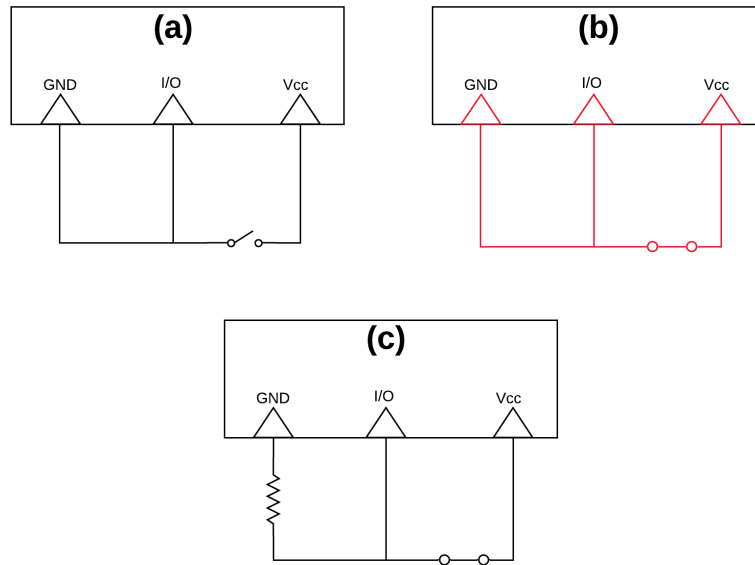 (a)
GND I/O Vcc
(b)
GND I/O Vcc
(c)
GND I/O Vcc